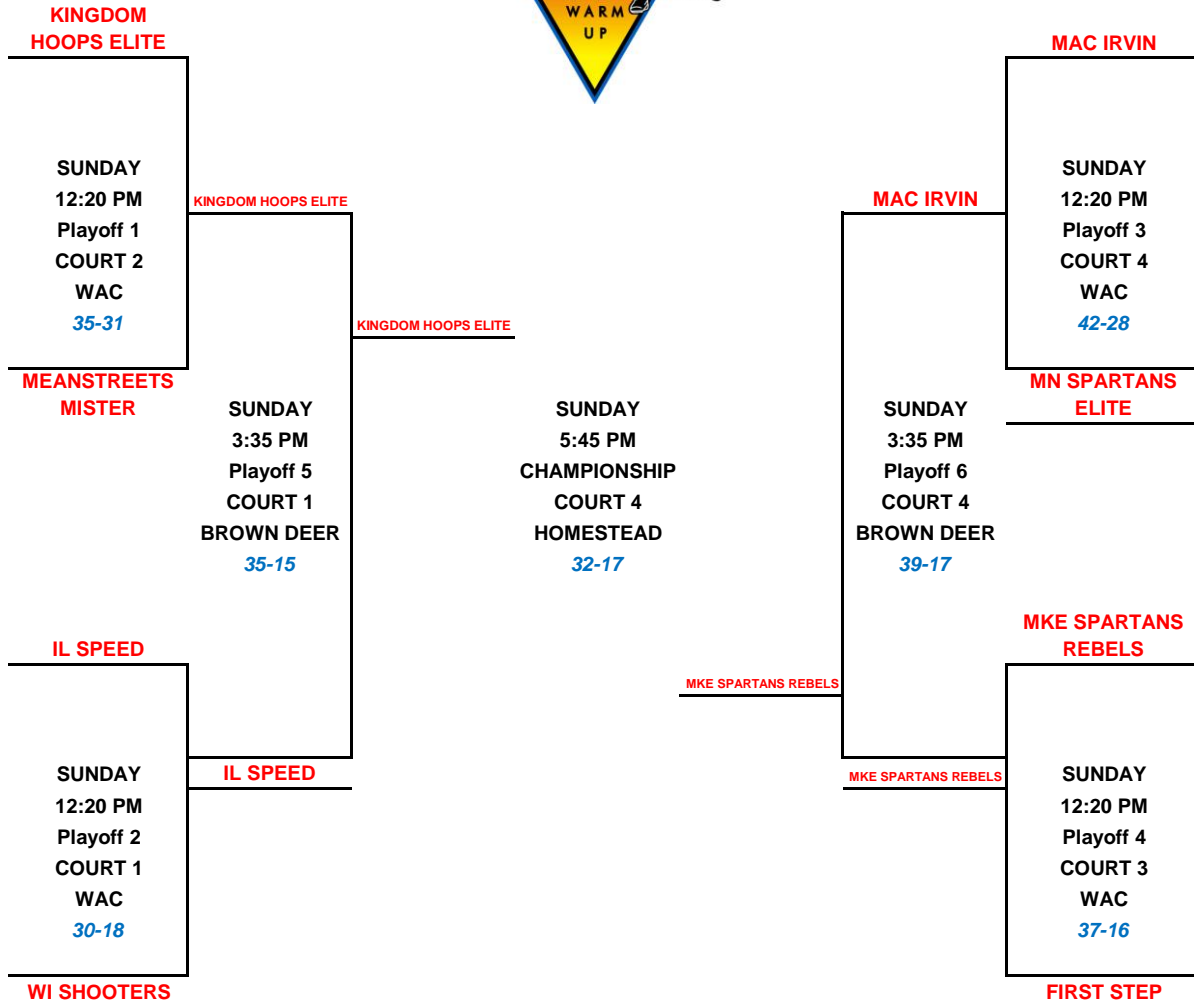 WARM
UP
KINGDOM
HOOPS ELITE
SUNDAY
12:20 PM
Playoff 1
COURT 2
WAC
35-31
MEANSTREETS
MISTER
KINGDOM HOOPS ELITE
SUNDAY
3:35 PM
Playoff 5
COURT 1
BROWN DEER
35-15
IL SPEED
SUNDAY
12:20 PM
Playoff 2
COURT 1
WAC
30-18
WI SHOOTERS
IL SPEED
KINGDOM HOOPS ELITE
SUNDAY
5:45 PM
CHAMPIONSHIP
COURT 4
HOMESTEAD
32-17
MKE SPARTANS REBELS
MAC IRVIN
SUNDAY
3:35 PM
Playoff 6
COURT 4
BROWN DEER
39-17
MKE SPARTANS REBELS
MAC IRVIN
SUNDAY
12:20 PM
Playoff 3
COURT 4
WAC
42-28
MN SPARTANS
ELITE
MKE SPARTANS
REBELS
SUNDAY
12:20 PM
Playoff 4
COURT 3
WAC
37-16
FIRST STEP